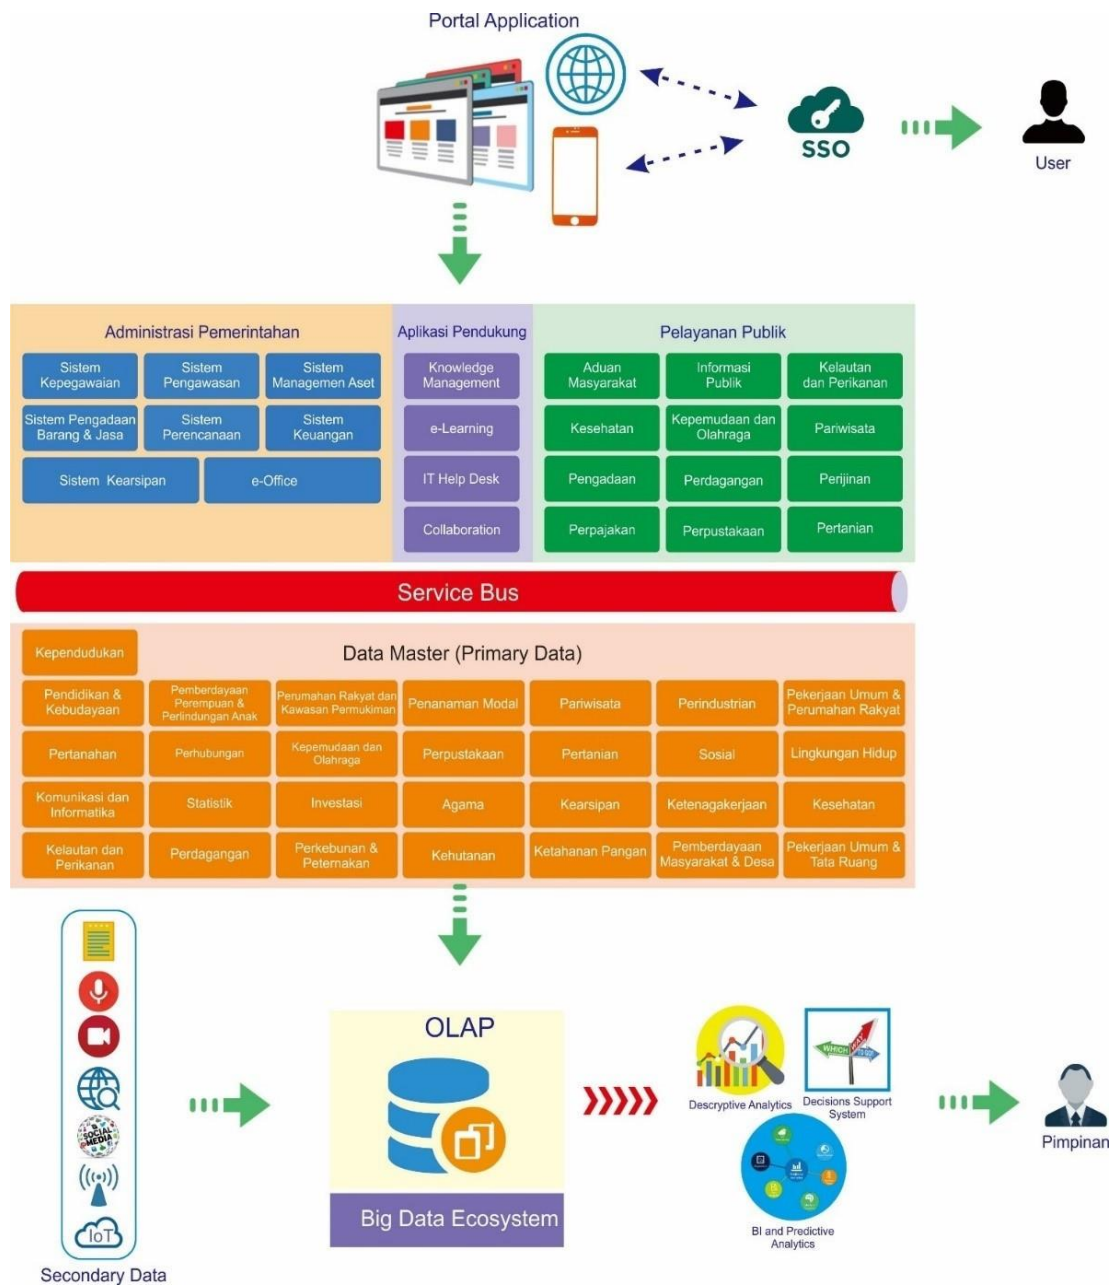 Portal Application
SSO
User
Administrasi Pemerintahan
Sistem
Kepegawaian
Sistem
Pengawasan
Sistem
Managemen Aset
Sistem Pengadaan
Barang & Jasa
Sistem
Perencanaan
Sistem
Keuangan
Sistem Kearsipan
e-Office
Aplikasi Pendukung
Knowledge
Management
e-Learning
IT Help Desk
Collaboration
Pelayanan Publik
Aduan
Masyarakat
Informasi
Publik
Kelautan
dan Perikanan
Kesehatan
Kepemudaan dan
Olahraga
Pariwisata
Pengadaan
Perdagangan
Perijinan
Perpajakan
Perpustakaan
Pertanian
Service Bus
Kependudukan
Data Master (Primary Data)
Pendidikan &
Kebudayaan
Pemberdayaan
Perempuan &
Perlindungan Anak
Perumahan Rakyat dan
Kawasan Permukiman
Penanaman Modal
Pariwisata
Perindustrian
Pekerjaan Umum &
Perumahan Rakyat
Pertanahan
Perhubungan
Kepemudaan dan
Olahraga
Perpustakaan
Pertanian
Sosial
Lingkungan Hidup
Komunikasi dan
Informatika
Statistik
Investasi
Agama
Kearsipan
Ketenagakerjaan
Kesehatan
Kelautan dan
Perikanan
Perdagangan
Perkebunan &
Peternakan
Kehutanan
Ketahanan Pangan
Pemberdayaan
Masyarakat & Desa
Pekerjaan Umum &
Tata Ruang
SOCIAL
MEDIA
IoT
Secondary Data
OLAP
Big Data Ecosystem
Descryptive Analytics
WHICH
WAY
TO GO?
Decisions Support
System
BI and Predictive
Analytics
Pimpinan